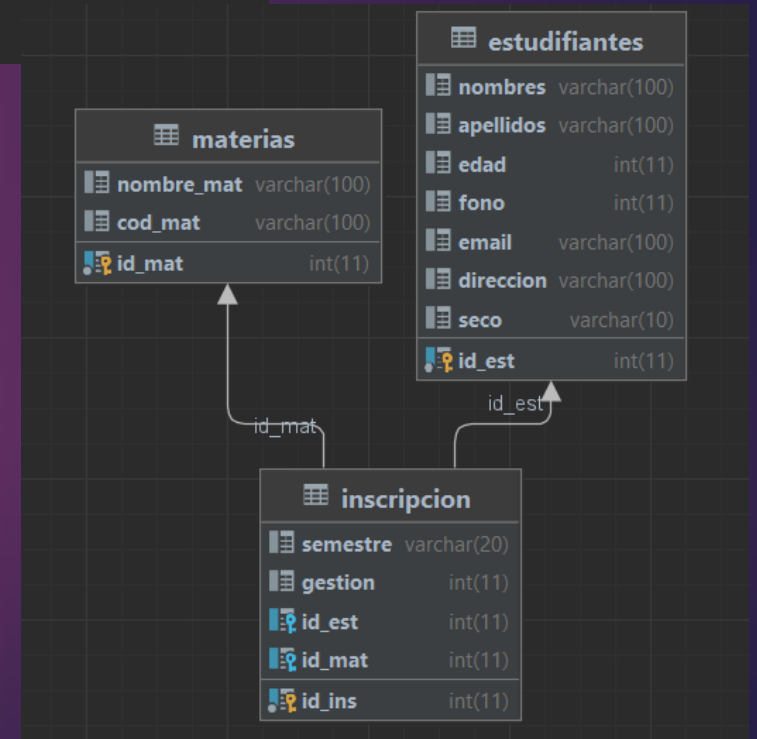 estudifiantes
nombres varchar(100)
apellidos varchar(100)
edad int(11)
fono int(11)
email varchar(100)
direccion varchar(100)
seco varchar(10)
id_est int(11)
materias
nombre_mat varchar(100)
cod_mat varchar(100)
id_mat int(11)
id_est
id_mat
inscripcion
semestre varchar(20)
gestion int(11)
id_est int(11)
id_mat int(11)
id_ins int(11)